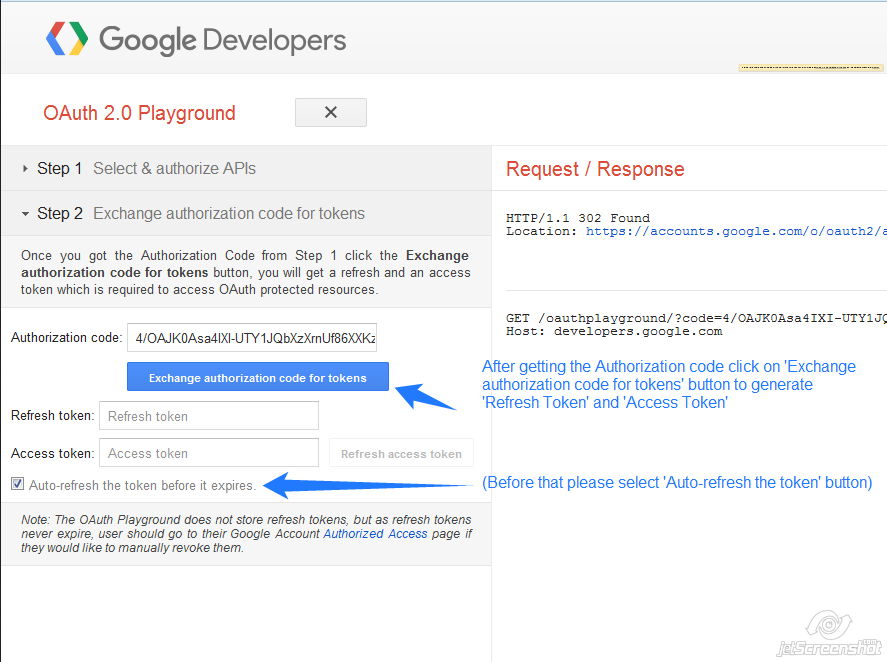 Google Developers
OAuth 2.0 Playground
Step 1 Select & authorize APIs
Step 2 Exchange authorization code for tokens
Once you got the Authorization Code from Step 1 click the Exchange
authorization code for tokens button, you will get a refresh and an access
token which is required to access OAuth protected resources.
Authorization code: 4/OAJK0Asa4IXI-UTY1JQbXzXrnUf86XXKz
Exchange authorization code for tokens
Refresh token: Refresh token
Access token: Access token Refresh access token
Auto-refresh the token before it expires.
Note: The OAuth Playground does not store refresh tokens, but as refresh tokens
never expire, user should go to their Google Account Authorized Access page if
they would like to manually revoke them.
Request / Response
HTTP/1.1 302 Found
Location: https://accounts.google.com/o/oauth2/a
GET /oauthplayground/?code=4/OAJK0Asa4IXI-UTY1JQ
Host: developers.google.com
After getting the Authorization code click on 'Exchange
authorization code for tokens' button to generate
'Refresh Token' and 'Access Token'
(Before that please select 'Auto-refresh the token' button)
jetScreenshot.com